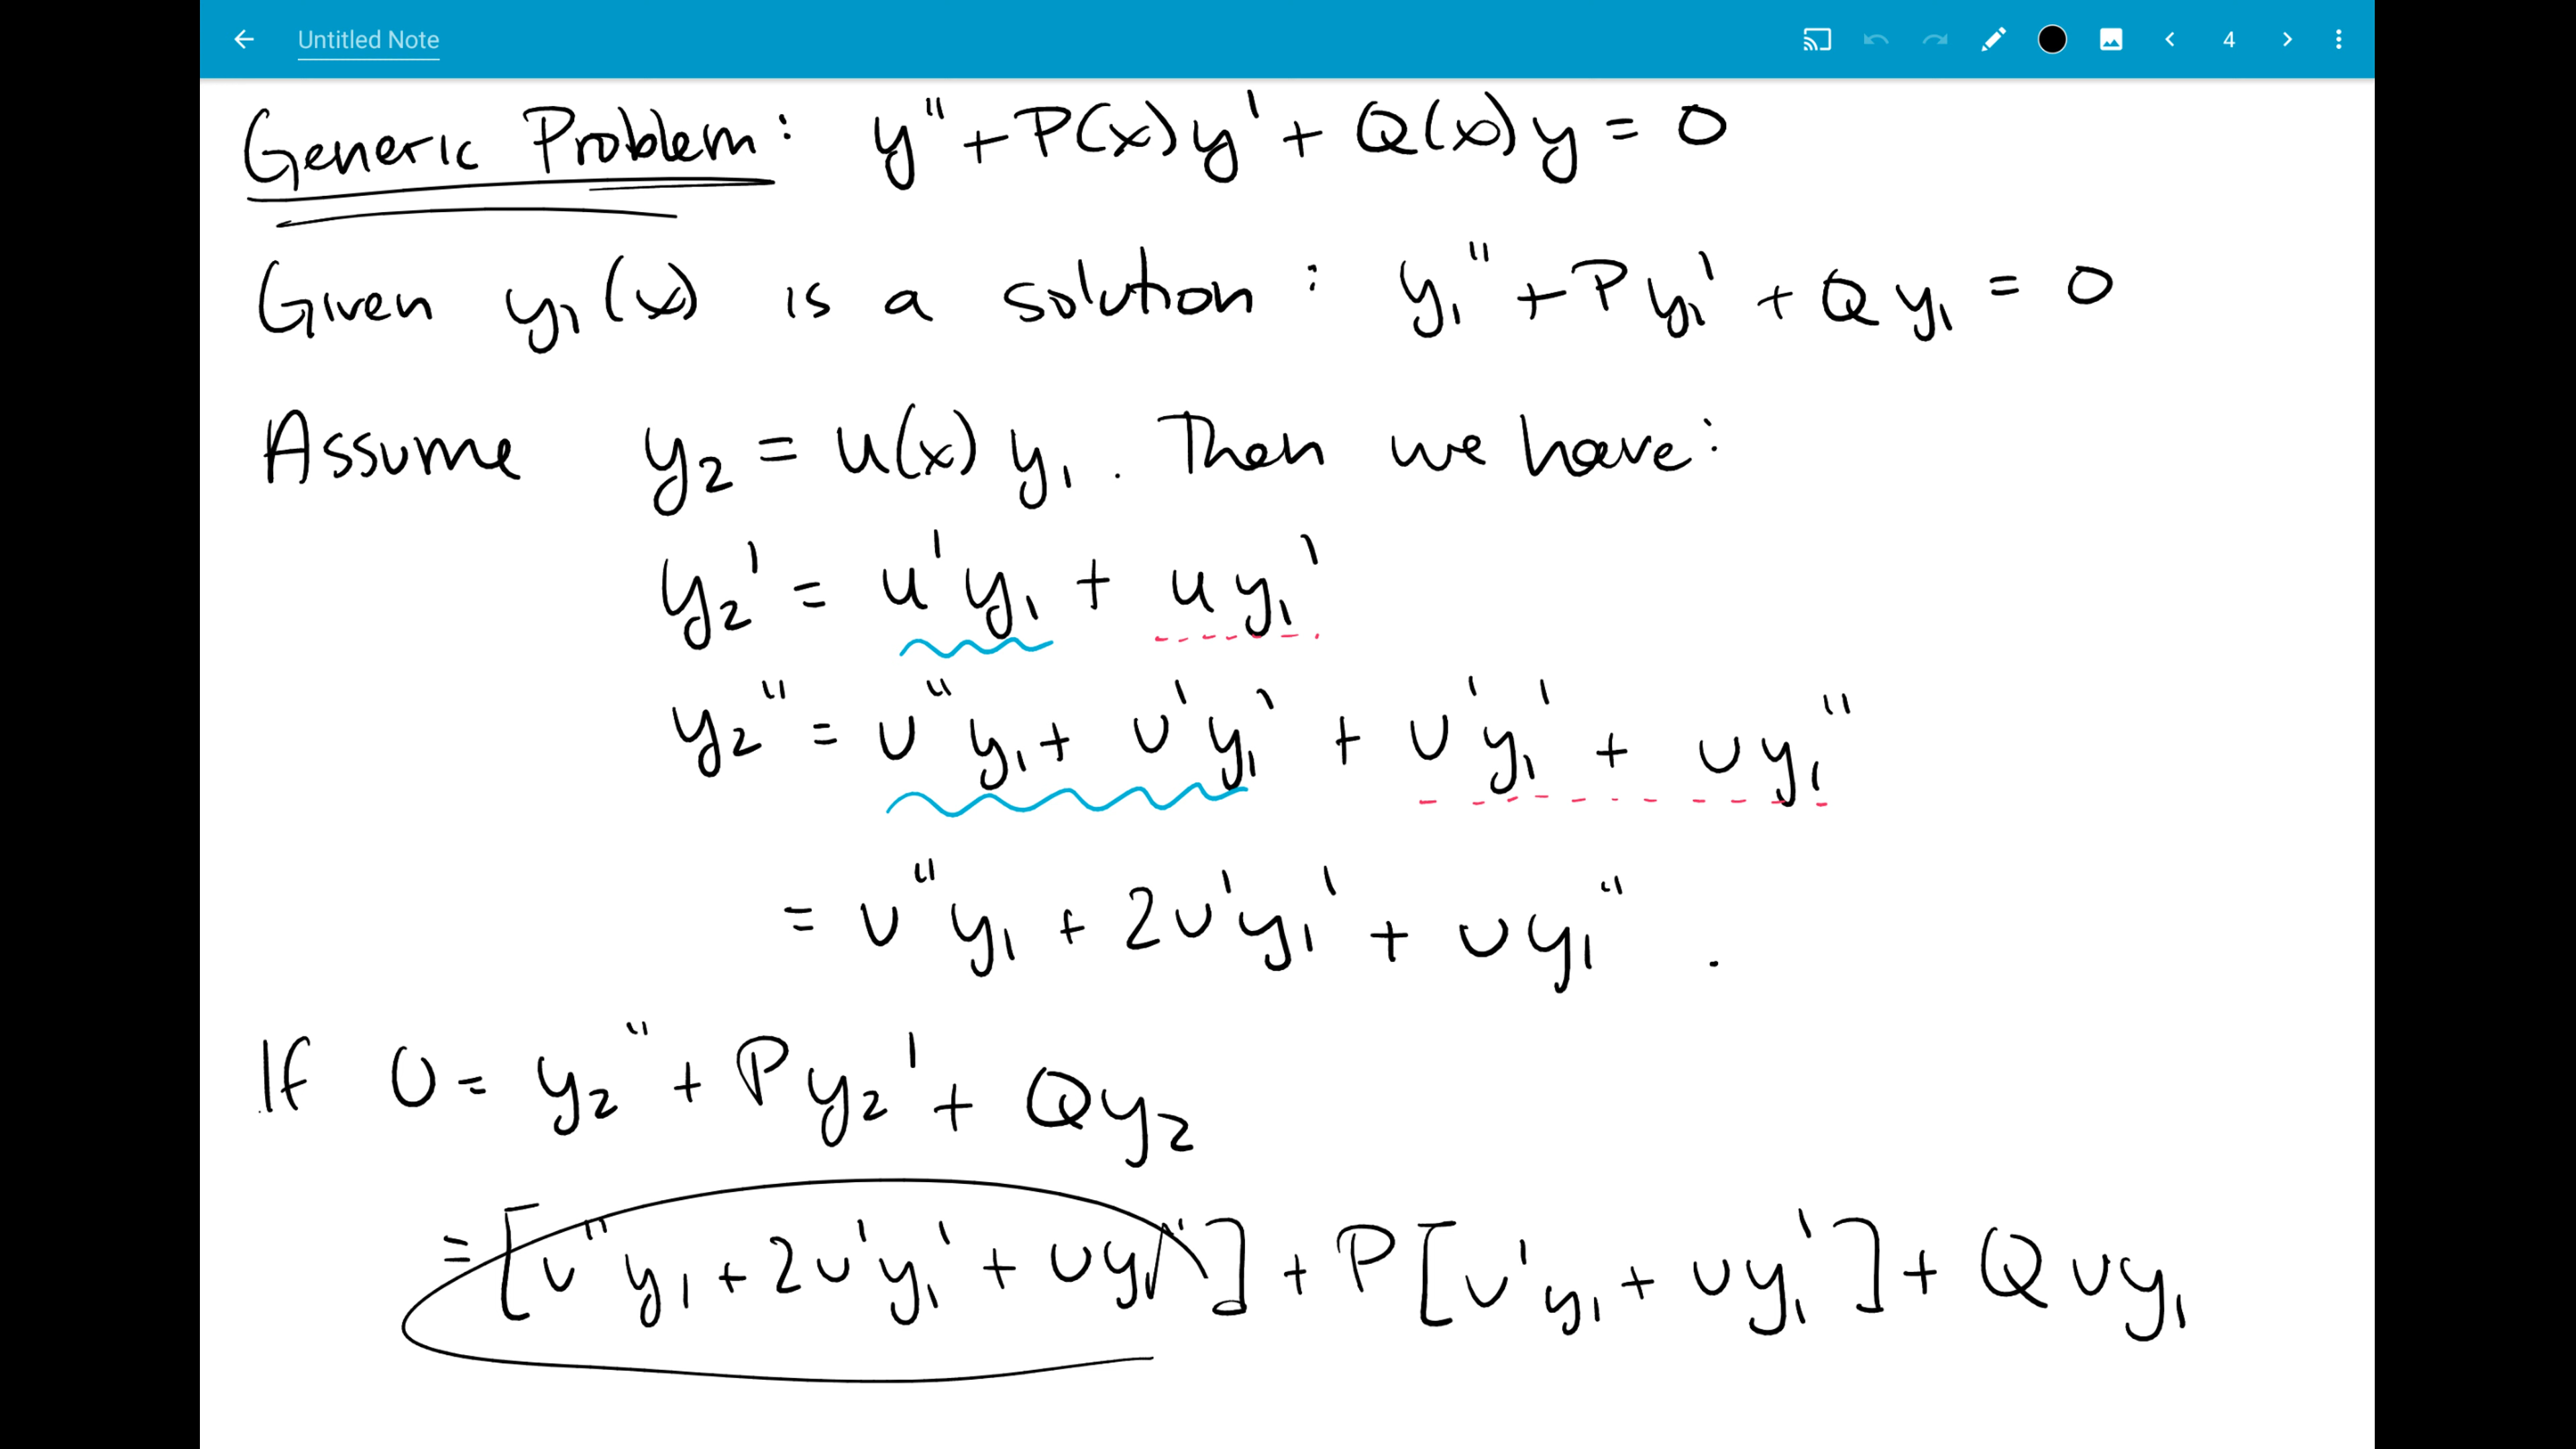 Untitled Note
4
Generic Problem: y'' + P(x)y' + Q(x)y = 0
Given y₁(x) is a solution: y₁'' + Py₁' + Qy₁ = 0
Assume y₂ = u(x) y₁. Then we have:
y₂' = u'y₁ + uy₁'
y₂'' = u''y₁ + u'y₁' + u'y₁' + uy₁''
= u''y₁ + 2u'y₁' + uy₁''.
If 0 = y₂'' + Py₂' + Qy₂
= [u''y₁ + 2u'y₁' + uy₁''] + P[u'y₁ + uy₁'] + Quy₁